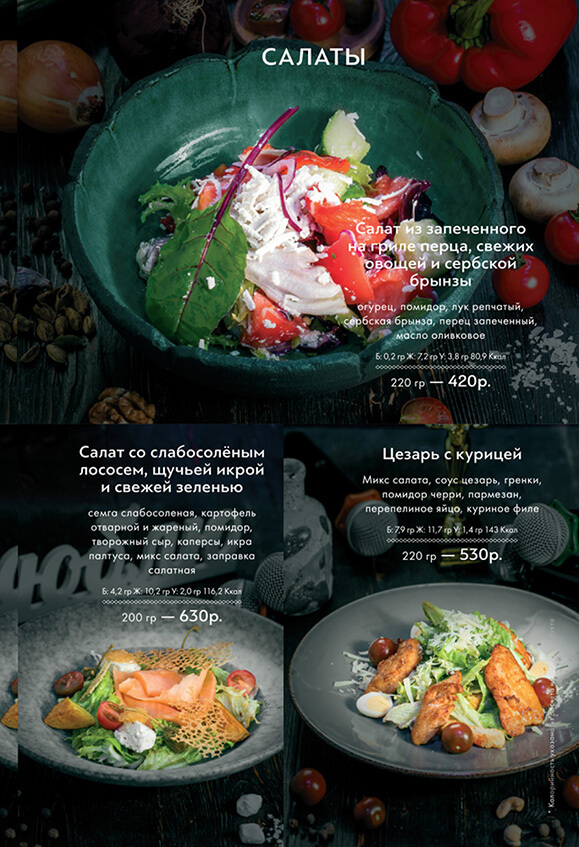 САЛАТЫ
Салат из запеченного
на гриле перца, свежих
овощей и сербской
брынзы
огурец, помидор, лук репчатый,
сербская брынза, перец запеченный,
масло оливковое
Б: 0,2 гр Ж: 7,2 гр У: 3,8 гр 80,9 Ккал
220 гр — 420р.
Салат со слабосолёным
лососем, щучьей икрой
и свежей зеленью
семга слабосоленая, картофель
отварной и жареный, помидор,
творожный сыр, каперсы, икра
палтуса, микс салата, заправка
салатная
Б: 4,2 гр Ж: 10,2 гр У: 2,0 гр 116,2 Ккал
200 гр — 630р.
Цезарь с курицей
Микс салата, соус цезарь, гренки,
помидор черри, пармезан,
перепелиное яйцо, куриное филе
Б: 7,9 гр Ж: 11,7 гр У: 1,4 гр 143 Ккал
220 гр — 530р.
* Калорийность указана